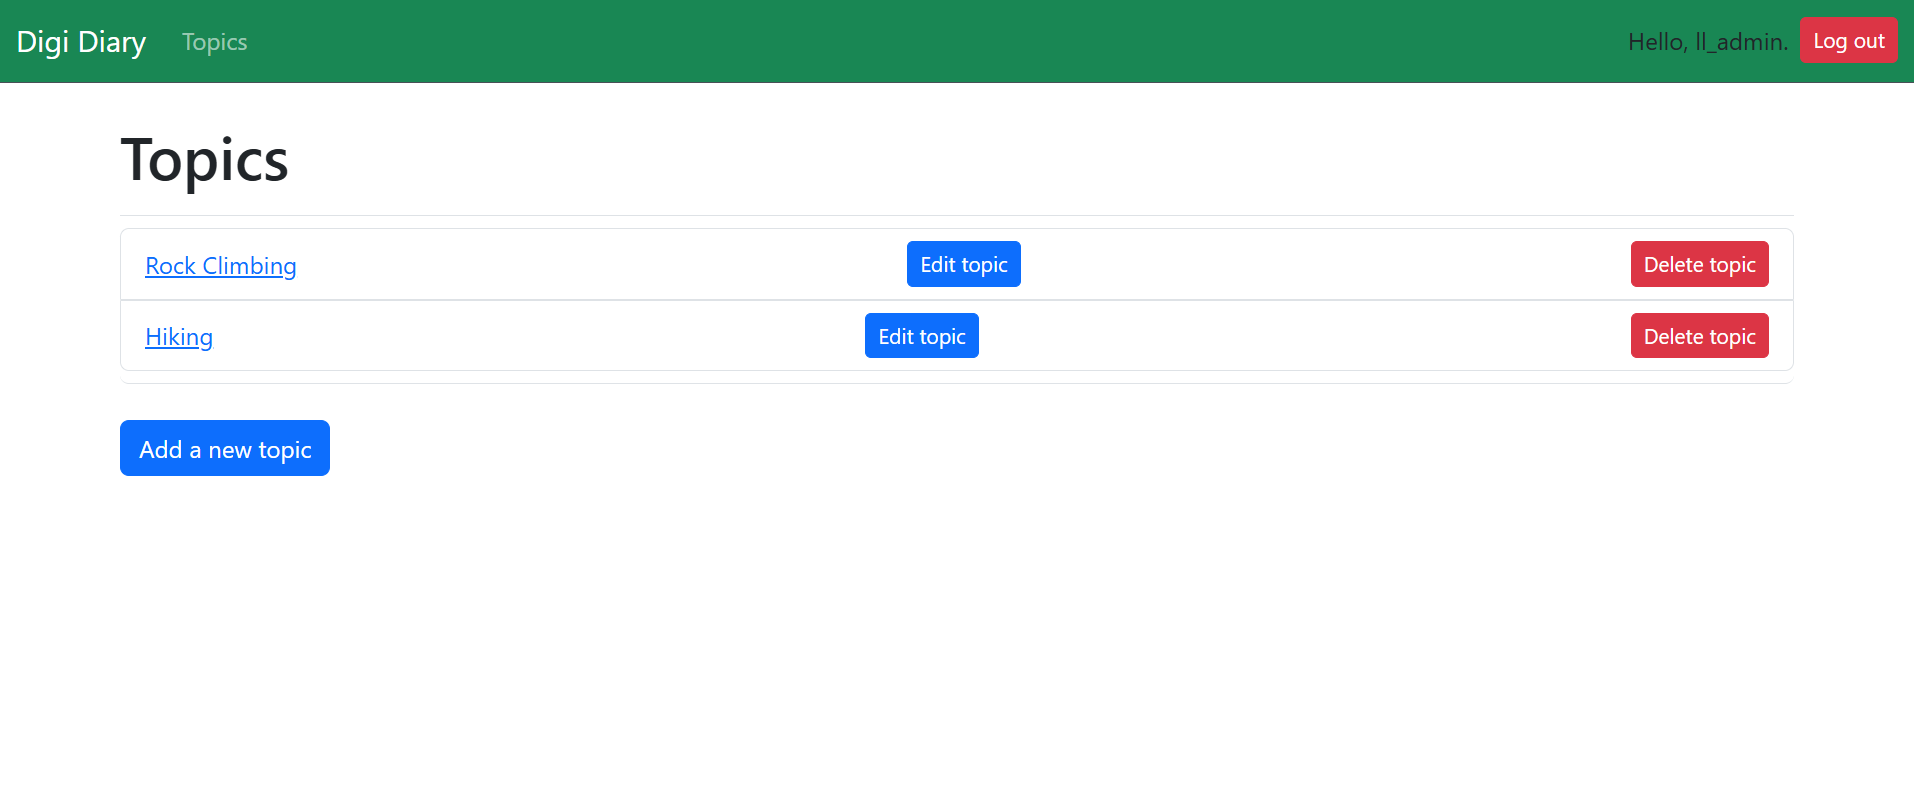 Digi Diary Topics Hello, ll_admin. Log out
Topics
Rock Climbing Edit topic Delete topic
Hiking Edit topic Delete topic
Add a new topic